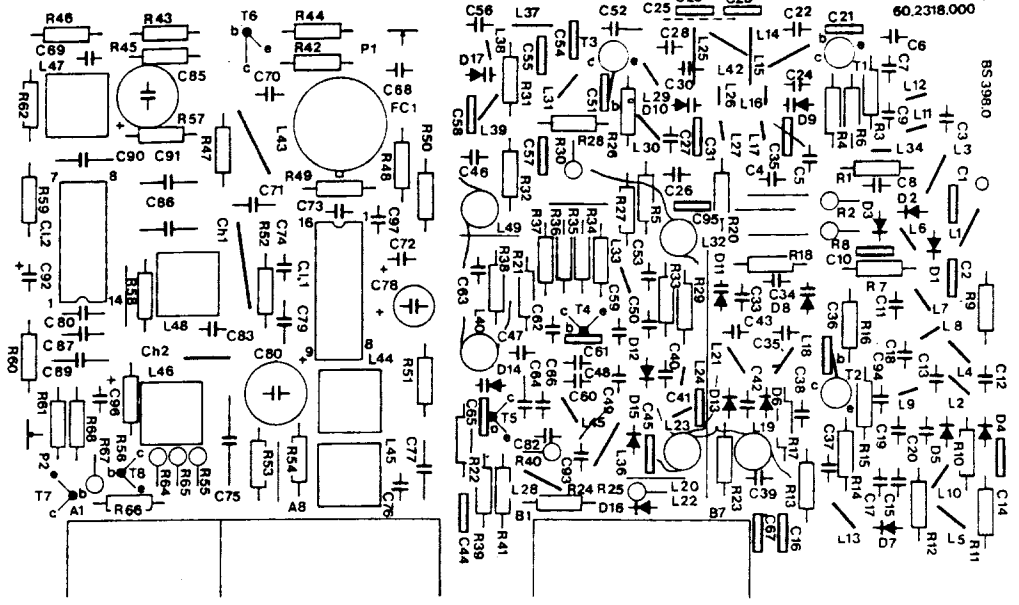 R46
R43
T6
b
e
c
R44
P1
C69
R45
R42
C68
FC1
L47
C85
C70
R62
R57
R47
L43
R50
C90
C91
R48
7
8
R49
C86
C71
C73
16
1
C97
R59
C.I.2
Ch1
R52
C74
C72
C92
C.I.1
C78
1
14
R58
C80
L48
C79
C83
C87
R60
C89
Ch2
C80
9
8
L44
L46
R51
R61
C96
R68
R67
R56
C75
R53
R54
L45
C77
P2
T8
c
b
e
R64
R65
R55
T7
b
c
e
A1
R66
A8
C76
C56
L37
C52
C25
C22
C21
60.2318.000
L38
C55
C54
T3
C28
L25
L14
L15
T1
C6
D17
C7
R31
L31
C51
C30
L42
C24
L12
BS 398.0
C58
L39
L29
D10
L26
L16
D9
R4
R6
R3
C9
L11
C3
R28
R26
L30
C27
C31
L27
L17
C35
C5
L34
L3
C57
R30
C46
R32
C26
C4
R1
C8
C1
D2
L49
R27
R5
C95
R20
R2
D3
L6
L1
R37
R36
R35
R34
L33
L32
R8
C10
R38
R21
C53
D11
R18
R7
D1
C2
C63
R33
R29
C33
C34
D8
C11
L7
R9
L40
C62
T4
b
c
e
C59
C50
C43
C36
R16
L8
C47
C61
D12
C35
L18
C18
D14
C48
C40
L21
b
T2
c
e
C13
L4
C12
C64
C66
C60
L24
C42
C38
C94
C65
T5
c
b
e
C49
D15
C45
C41
D13
D6
L9
L2
D4
L45
L23
L19
R17
C37
R15
C19
C82
R40
C93
L36
C20
D5
R10
R22
L28
R24
R25
L20
L22
R23
C39
R13
R14
C17
C15
L10
C14
D16
B1
B7
C67
C16
L13
D7
R12
L5
R11
C44
R39
R41